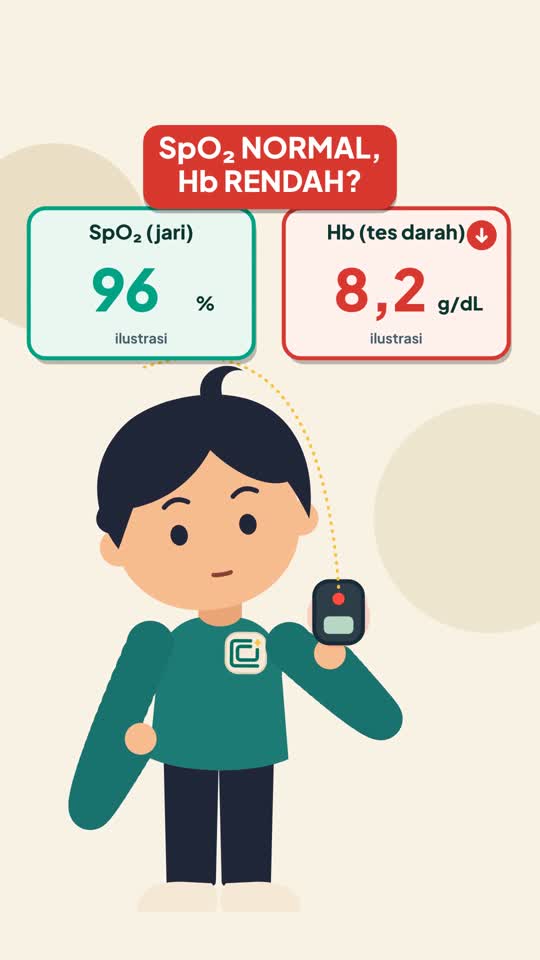 SpO₂ NORMAL,
Hb RENDAH?
SpO₂ (jari)
96 %
ilustrasi
Hb (tes darah)
8,2 g/dL
ilustrasi